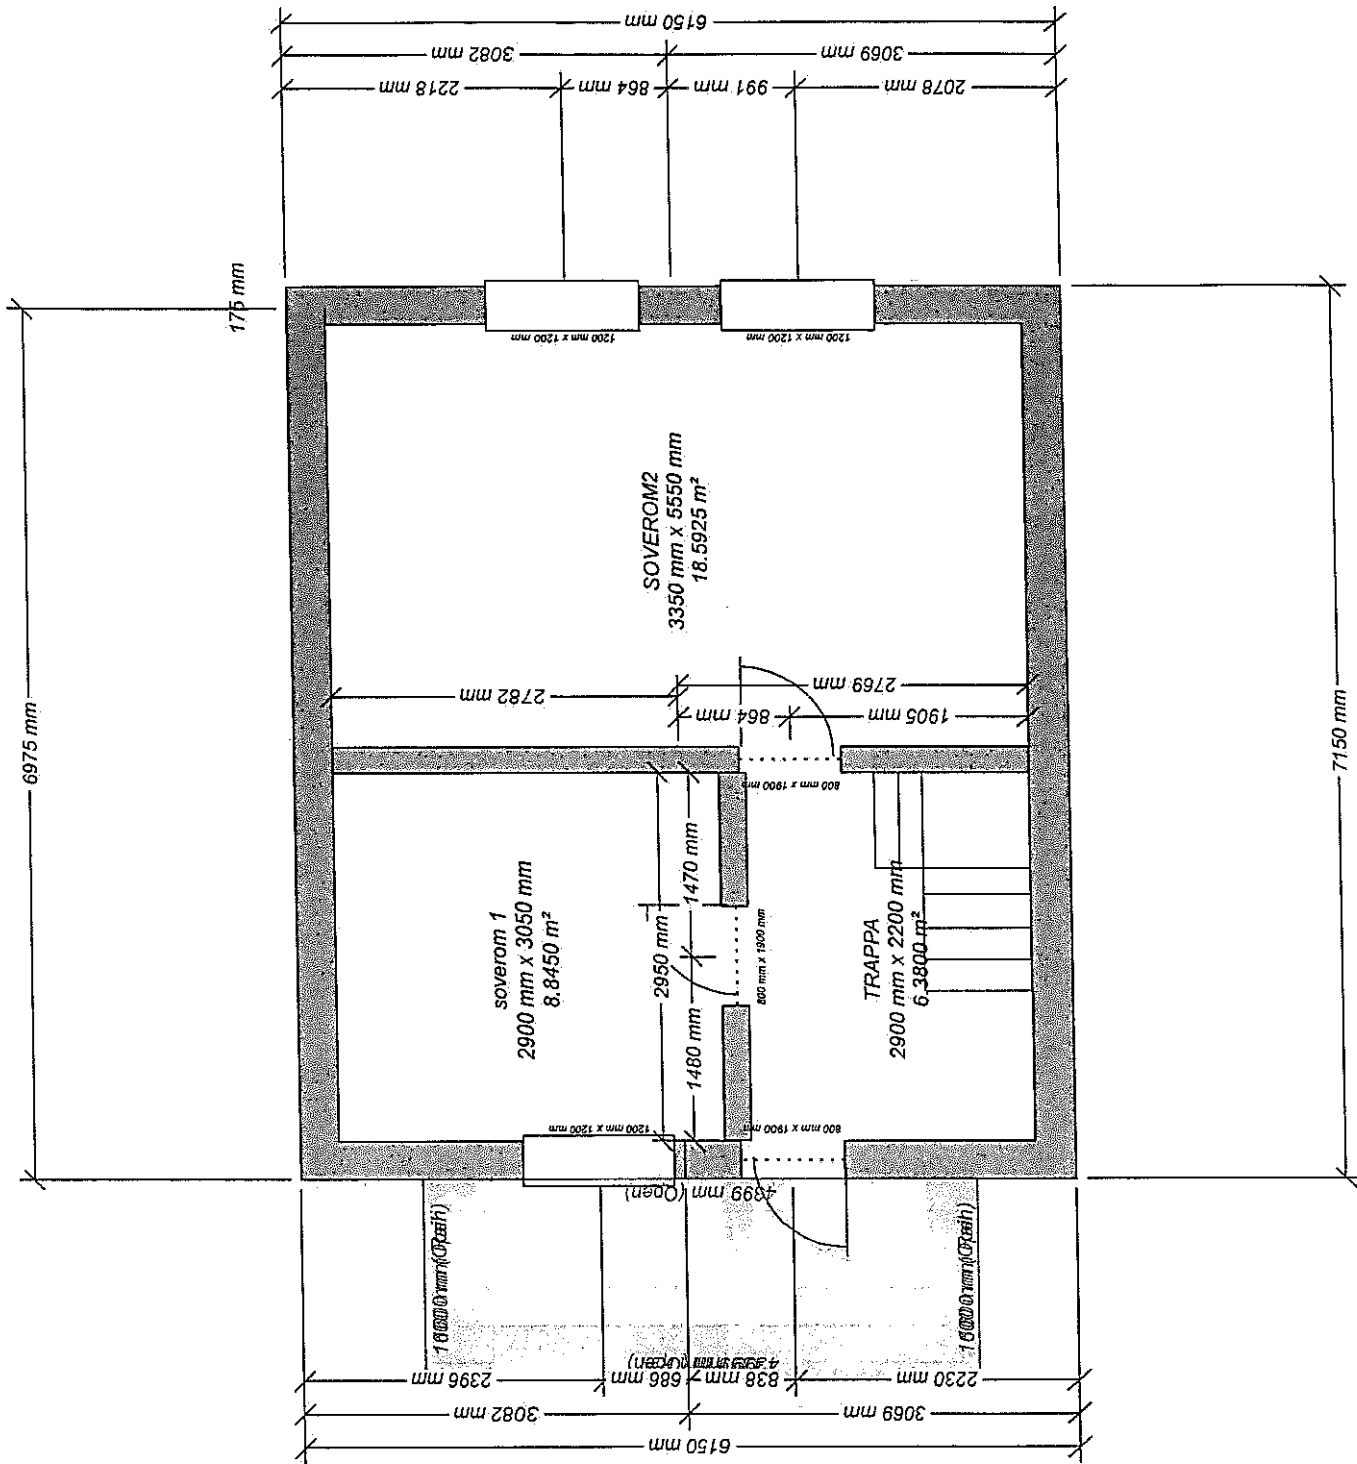 6150 mm
3082 mm
3069 mm
2218 mm
864 mm
991 mm
2078 mm
175 mm
6975 mm
7150 mm
1200 mm x 1200 mm
1200 mm x 1200 mm
SOVEROM2
3350 mm x 5550 mm
18.5925 m²
2782 mm
2769 mm
864 mm
1905 mm
800 mm x 1900 mm
soverom 1
2900 mm x 3050 mm
8.8450 m²
2950 mm
1470 mm
1480 mm
800 mm x 1900 mm
TRAPPA
2900 mm x 2200 mm
6.3800 m²
1200 mm x 1200 mm
800 mm x 1900 mm
4399 mm (Open)
2396 mm
686 mm
838 mm
2230 mm
3082 mm
3069 mm
6150 mm